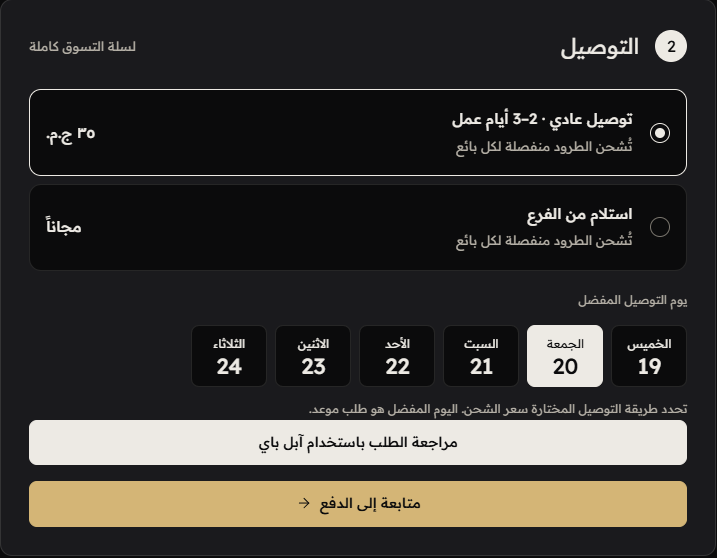 2 التوصيل
لسلة التسوق كاملة
توصيل عادي · 2–3 أيام عمل
تُشحن الطرود منفصلة لكل بائع
٣٥ ج.م.
استلام من الفرع
تُشحن الطرود منفصلة لكل بائع
مجاناً
يوم التوصيل المفضل
الخميس الجمعة السبت الأحد الاثنين الثلاثاء
19 20 21 22 23 24
تحدد طريقة التوصيل المختارة سعر الشحن. اليوم المفضل هو طلب موعد.
مراجعة الطلب باستخدام آبل باي
متابعة إلى الدفع →